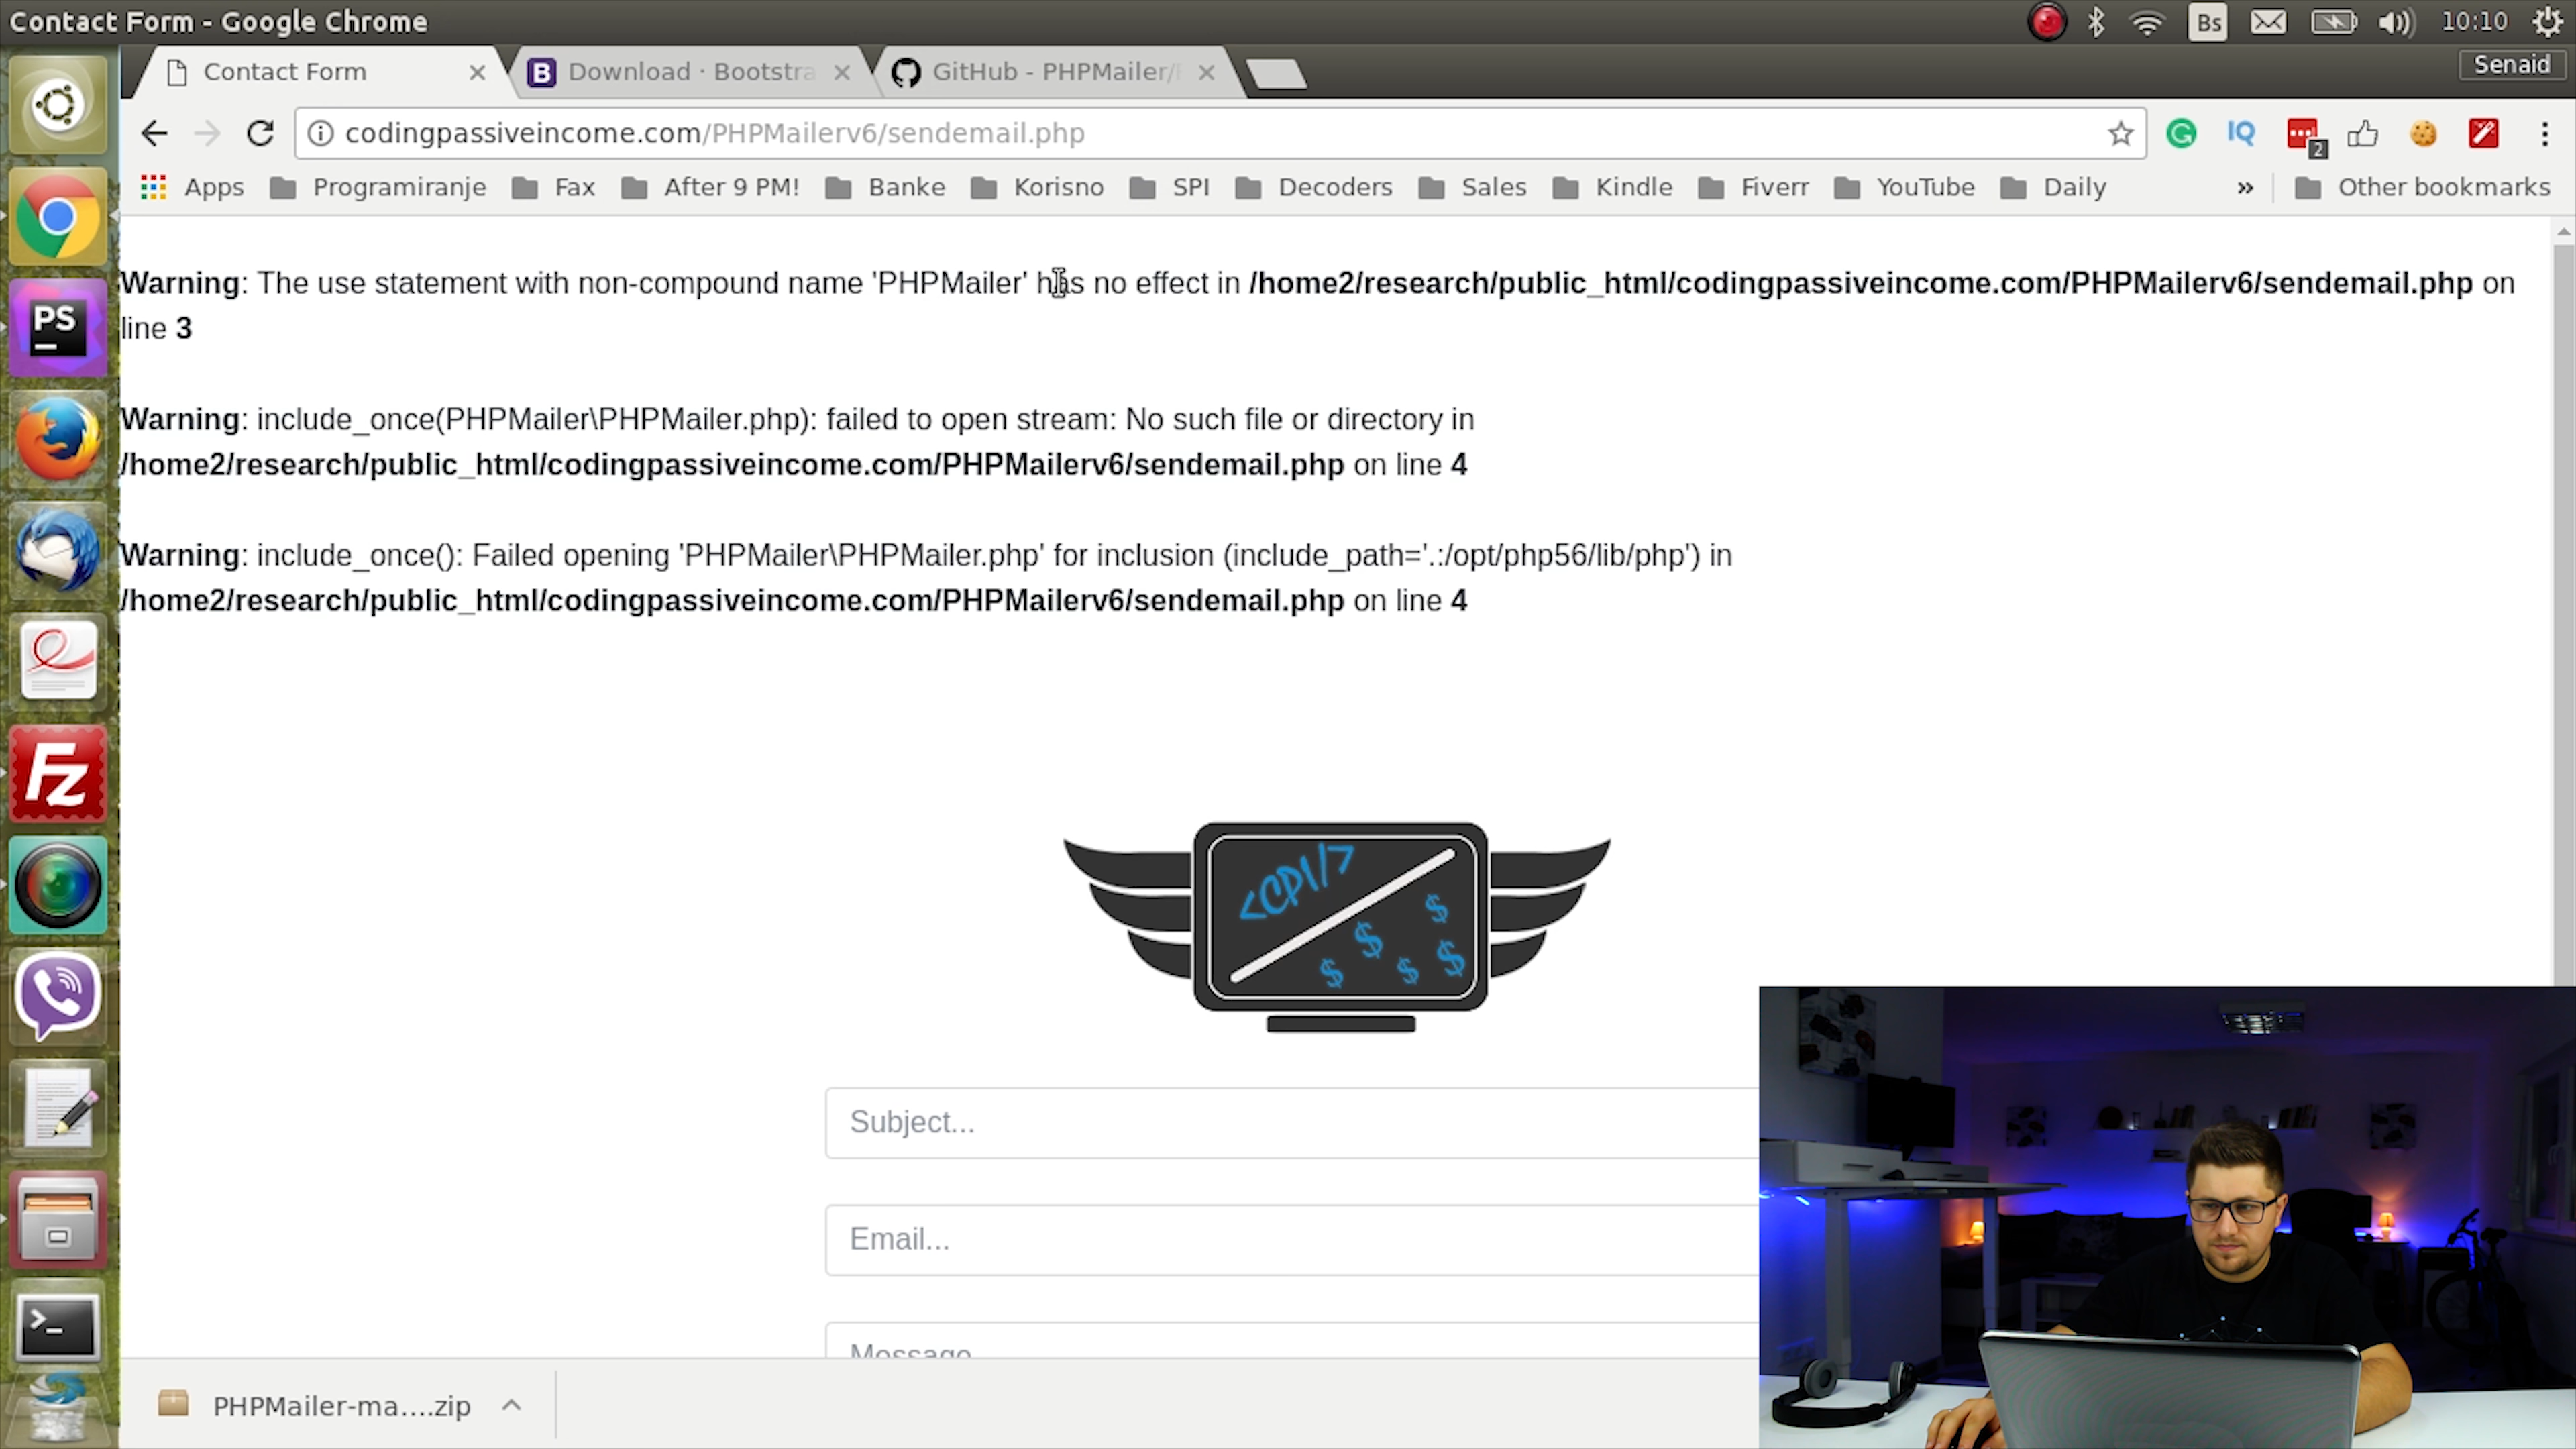 Contact Form - Google Chrome
Bs
10:10
Contact Form
Download · Bootstra
GitHub - PHPMailer/
Senaid
codingpassiveincome.com/PHPMailerv6/sendemail.php
IQ
2
Apps
Programiranje
Fax
After 9 PM!
Banke
Korisno
SPI
Decoders
Sales
Kindle
Fiverr
YouTube
Daily
»
Other bookmarks
PS
Warning: The use statement with non-compound name 'PHPMailer' has no effect in /home2/research/public_html/codingpassiveincome.com/PHPMailerv6/sendemail.php on
line 3
Warning: include_once(PHPMailer\PHPMailer.php): failed to open stream: No such file or directory in
/home2/research/public_html/codingpassiveincome.com/PHPMailerv6/sendemail.php on line 4
Warning: include_once(): Failed opening 'PHPMailer\PHPMailer.php' for inclusion (include_path='.:/opt/php56/lib/php') in
/home2/research/public_html/codingpassiveincome.com/PHPMailerv6/sendemail.php on line 4
Fz
<CPI/>
$ $ $ $ $
Subject...
Email...
Message
PHPMailer-ma....zip